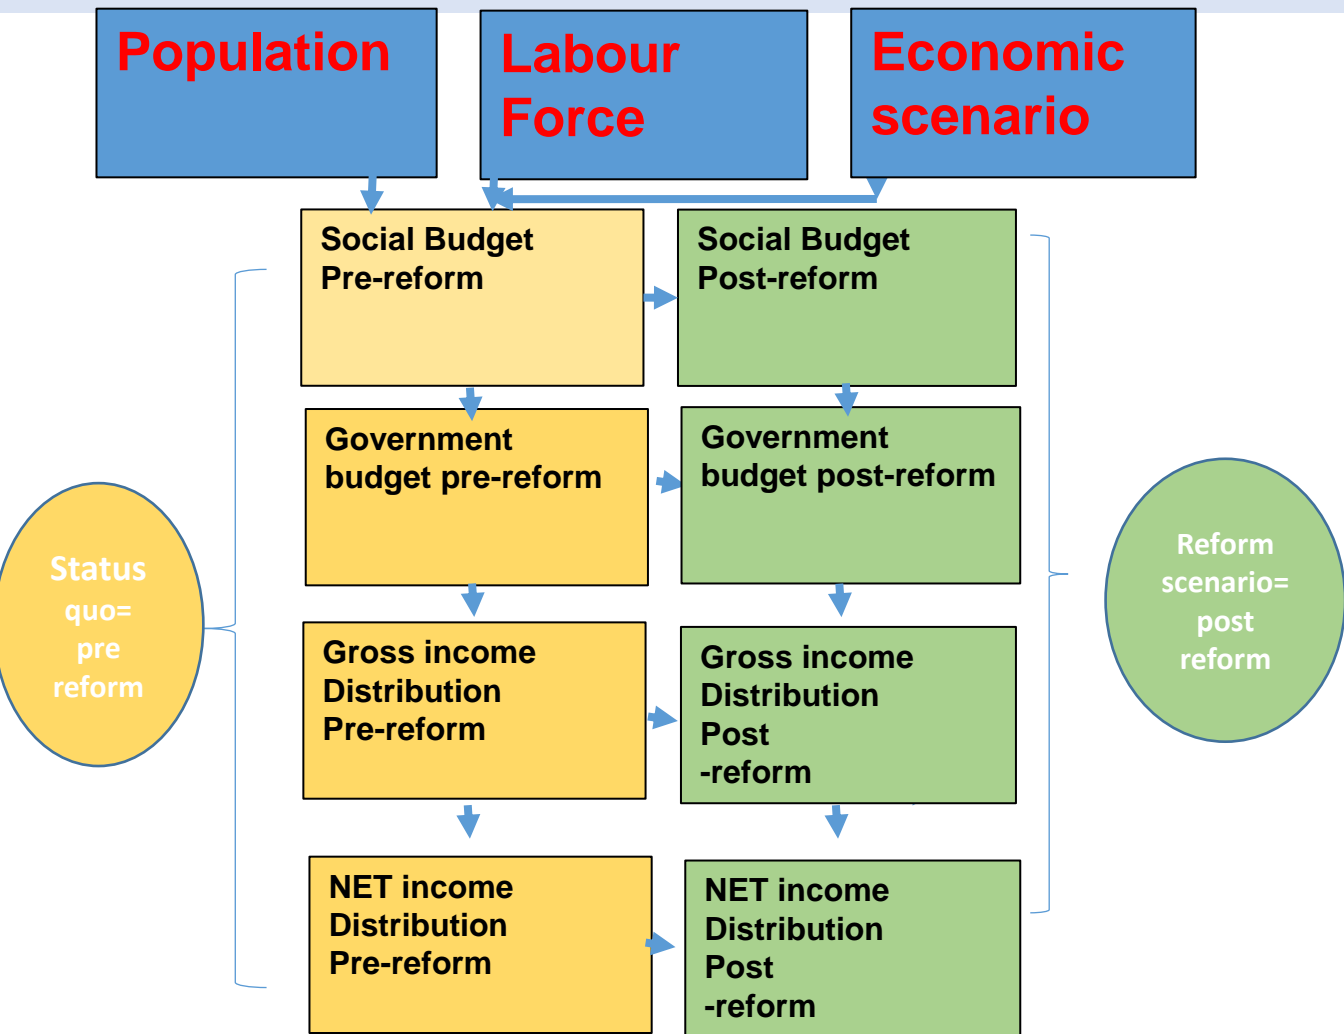 Population
Labour
Force
Economic
scenario
Social Budget
Pre-reform
Social Budget
Post-reform
Government
budget pre-reform
Government
budget post-reform
Status
quo=
pre
reform
Reform
scenario=
post
reform
Gross income
Distribution
Pre-reform
Gross income
Distribution
Post
-reform
NET income
Distribution
Pre-reform
NET income
Distribution
Post
-reform